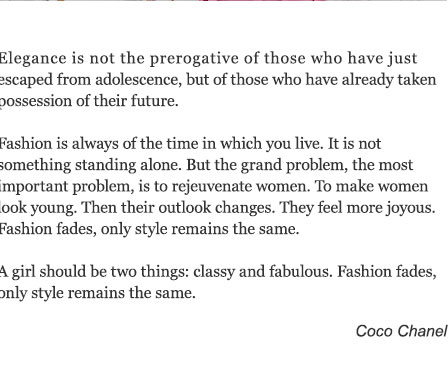 Elegance is not the prerogative of those who have just
escaped from adolescence, but of those who have already taken
possession of their future.
Fashion is always of the time in which you live. It is not
something standing alone. But the grand problem, the most
important problem, is to rejeuvenate women. To make women
look young. Then their outlook changes. They feel more joyous.
Fashion fades, only style remains the same.
A girl should be two things: classy and fabulous. Fashion fades,
only style remains the same.
Coco Chanel